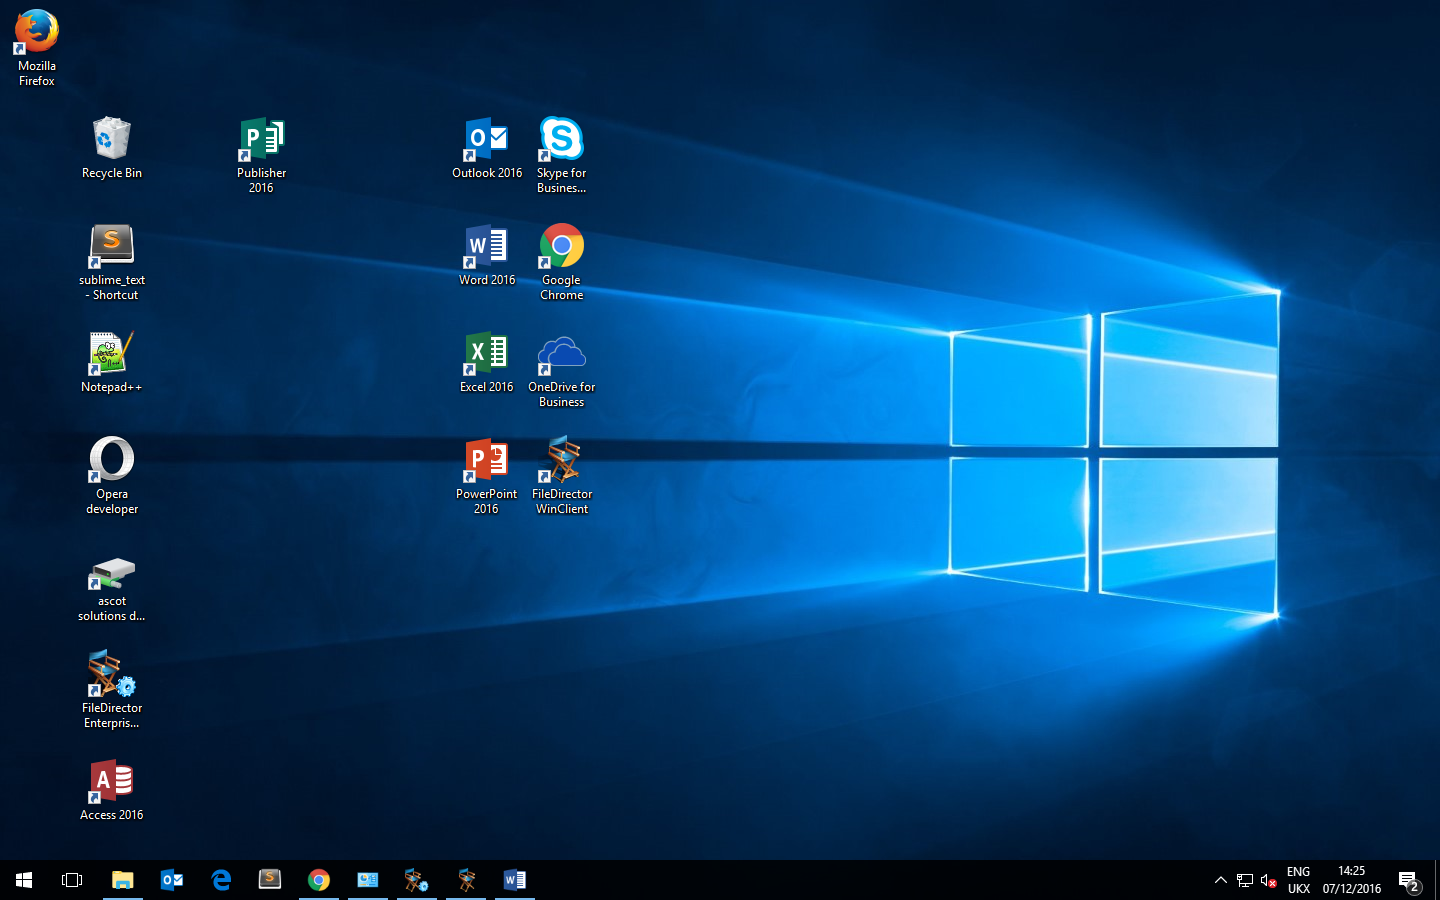 Mozilla
Firefox
Recycle Bin
Publisher
2016
Outlook 2016
Skype for
Busines...
sublime_text
- Shortcut
Word 2016
Google
Chrome
Notepad++
Excel 2016
OneDrive for
Business
Opera
developer
PowerPoint
2016
FileDirector
WinClient
ascot
solutions d...
FileDirector
Enterpris...
Access 2016
ENG
UKX
14:25
07/12/2016
2